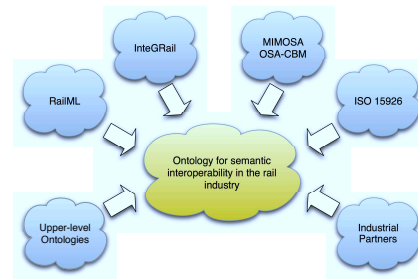 InteGRail
MIMOSA
OSA-CBM
RailML
ISO 15926
Ontology for semantic
interoperability in the rail
industry
Upper-level
Ontologies
Industrial
Partners